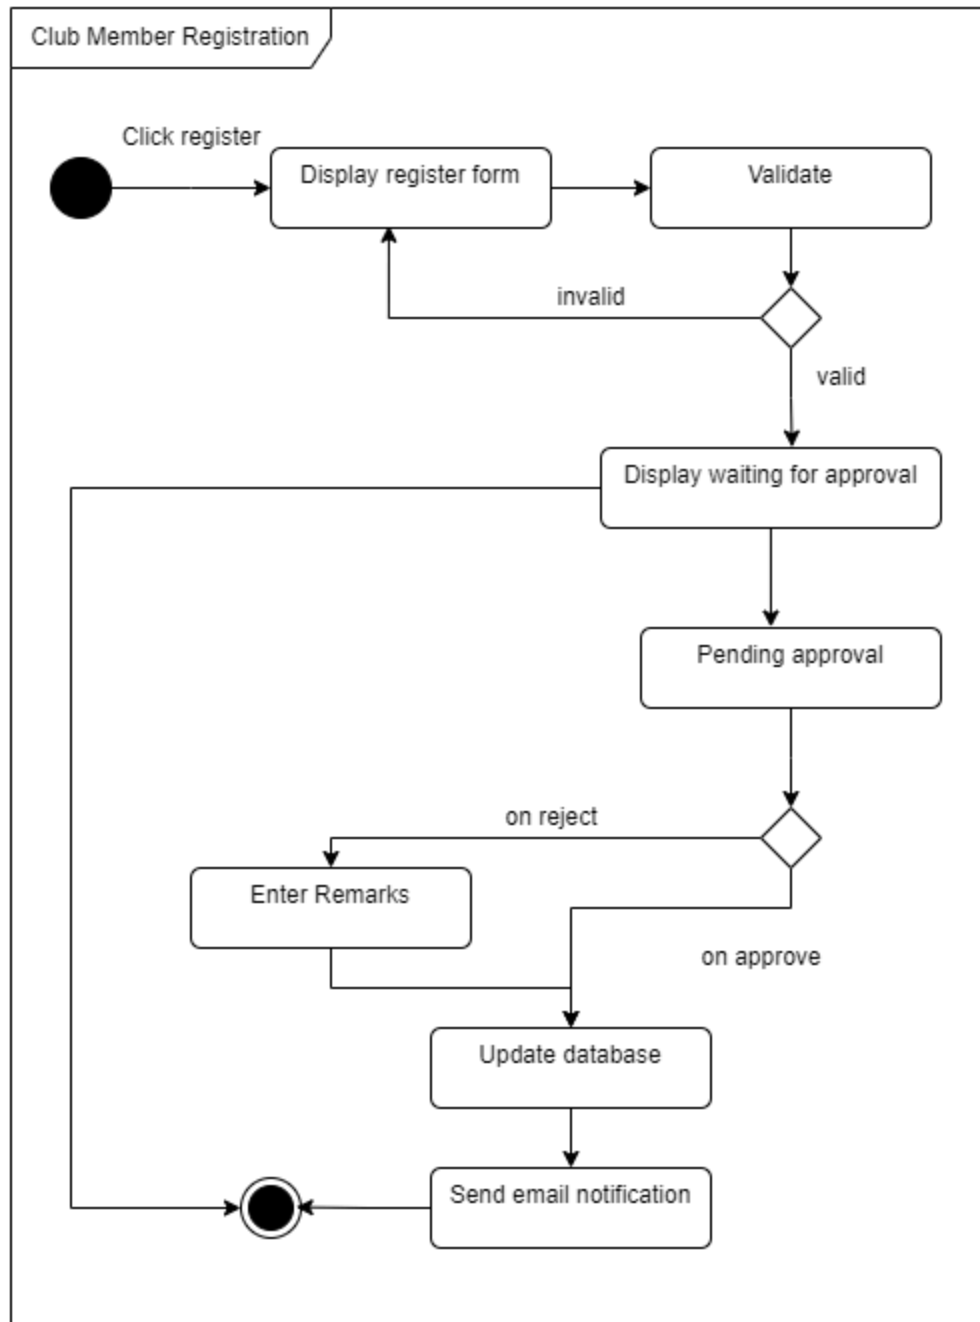 Club Member Registration
Click register
Display register form
Validate
invalid
valid
Display waiting for approval
Pending approval
on reject
Enter Remarks
on approve
Update database
Send email notification